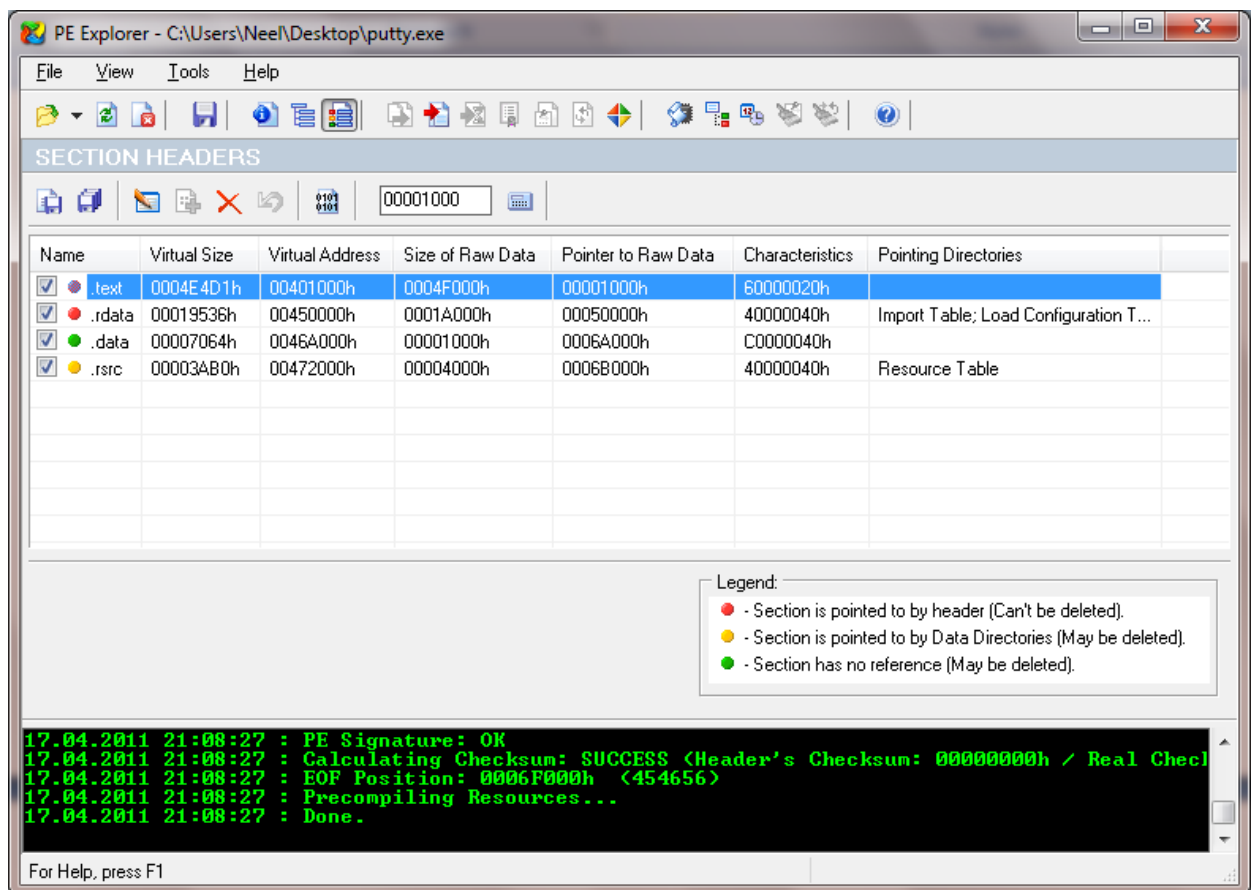 PE Explorer - C:\Users\Neel\Desktop\putty.exe
File View Tools Help
SECTION HEADERS
00001000
Name Virtual Size Virtual Address Size of Raw Data Pointer to Raw Data Characteristics Pointing Directories
.text 0004E4D1h 00401000h 0004F000h 00001000h 60000020h
.rdata 00019536h 00450000h 0001A000h 00050000h 40000040h Import Table; Load Configuration T...
.data 00007064h 0046A000h 00001000h 0006A000h C0000040h
.rsrc 00003AB0h 00472000h 00004000h 0006B000h 40000040h Resource Table
Legend:
- Section is pointed to by header (Can't be deleted).
- Section is pointed to by Data Directories (May be deleted).
- Section has no reference (May be deleted).
17.04.2011 21:08:27 : PE Signature: OK
17.04.2011 21:08:27 : Calculating Checksum: SUCCESS (Header's Checksum: 00000000h / Real Chec
17.04.2011 21:08:27 : EOF Position: 0006F000h (454656)
17.04.2011 21:08:27 : Precompiling Resources...
17.04.2011 21:08:27 : Done.
For Help, press F1